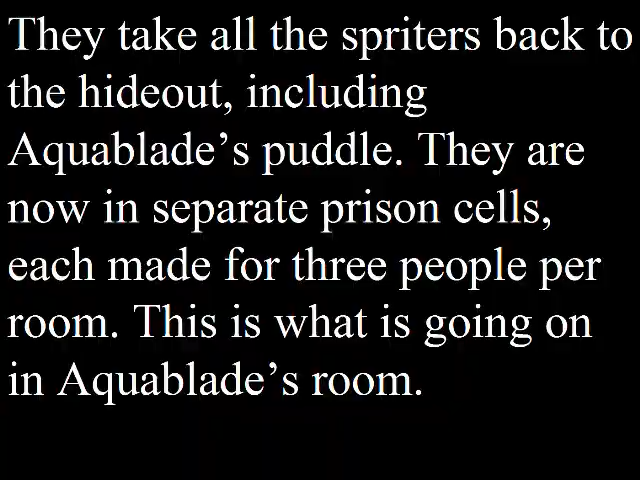 They take all the spriters back to
the hideout, including
Aquablade’s puddle. They are
now in separate prison cells,
each made for three people per
room. This is what is going on
in Aquablade’s room.